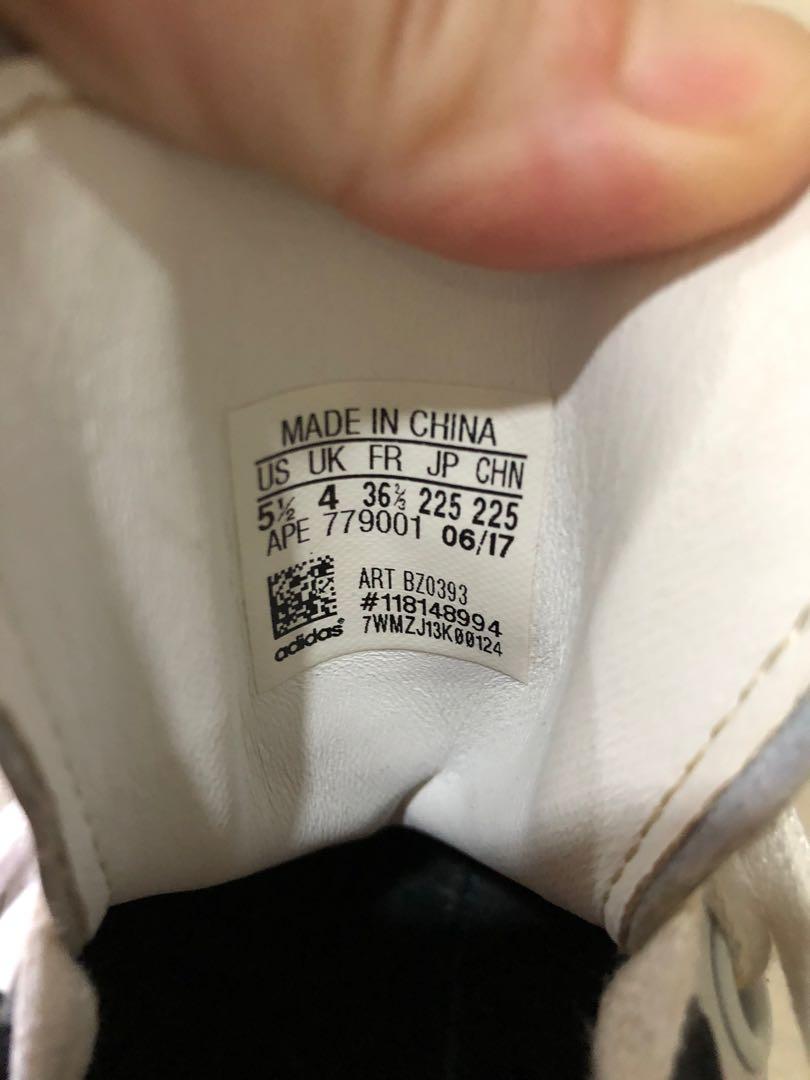 MADE IN CHINA
US UK FR JP CHN
5½ 4 36⅔ 225 225
APE 779001 06/17
ART BZ0393
#118148994
7WMZJ13K00124
adidas®